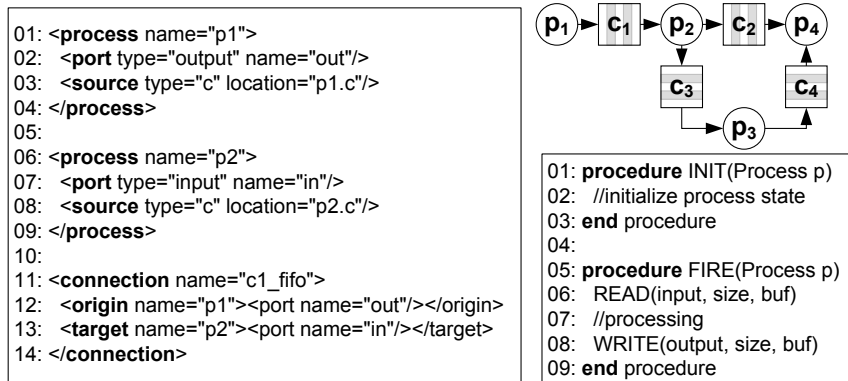 01: <process name="p1">
02: <port type="output" name="out"/>
03: <source type="c" location="p1.c"/>
04: </process>
05:
06: <process name="p2">
07: <port type="input" name="in"/>
08: <source type="c" location="p2.c"/>
09: </process>
10:
11: <connection name="c1_fifo">
12: <origin name="p1"><port name="out"/></origin>
13: <target name="p2"><port name="in"/></target>
14: </connection>
p1 c1 p2 c2 p4
c3 c4
p3
01: procedure INIT(Process p)
02: //initialize process state
03: end procedure
04:
05: procedure FIRE(Process p)
06: READ(input, size, buf)
07: //processing
08: WRITE(output, size, buf)
09: end procedure